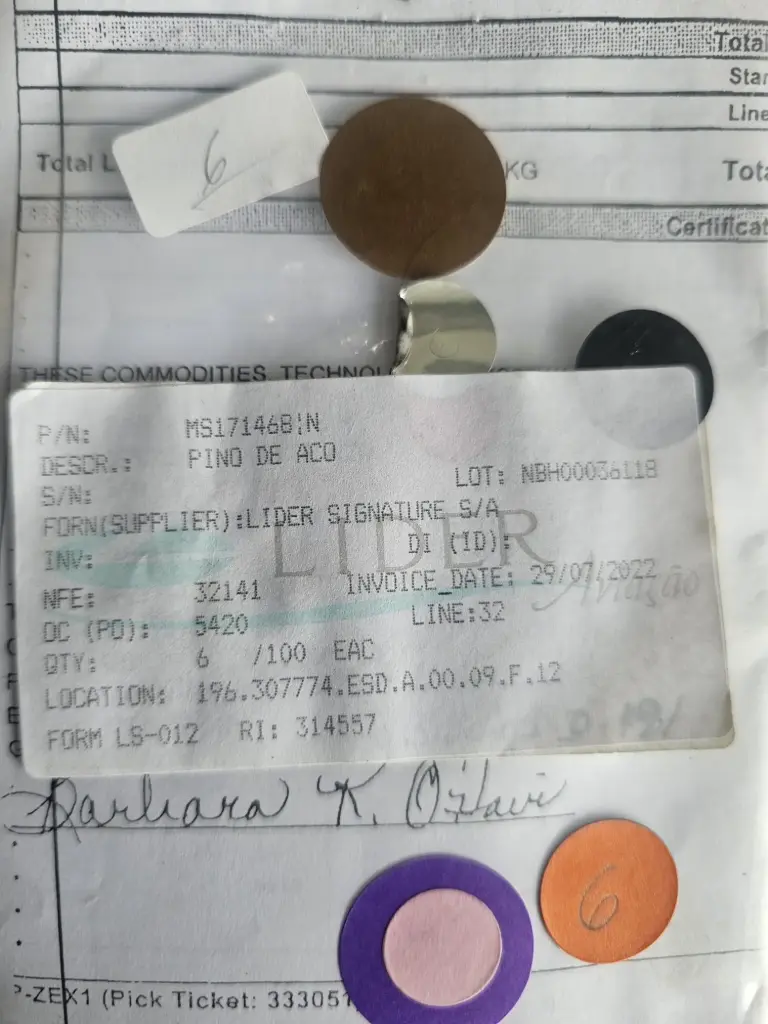 Total
Star
Line
6
Total L
KG
Tota
Certificat
THESE COMMODITIES, TECHNOL
P/N: MS171468;N
DESCR.: PINO DE ACO
S/N: LOT: NBH00036118
FORN(SUPPLIER):LIDER SIGNATURE S/A
INV: DI (ID):
LIDER
Aviação
NFE: 32141 INVOICE_DATE: 29/07/2022
OC (PO): 5420 LINE:32
QTY: 6 /100 EAC
LOCATION: 196.307774.ESD.A.00.09.F.12
FORM LS-012 RI: 314557
Barbara K.
6
P-ZEX1 (Pick Ticket: 333051